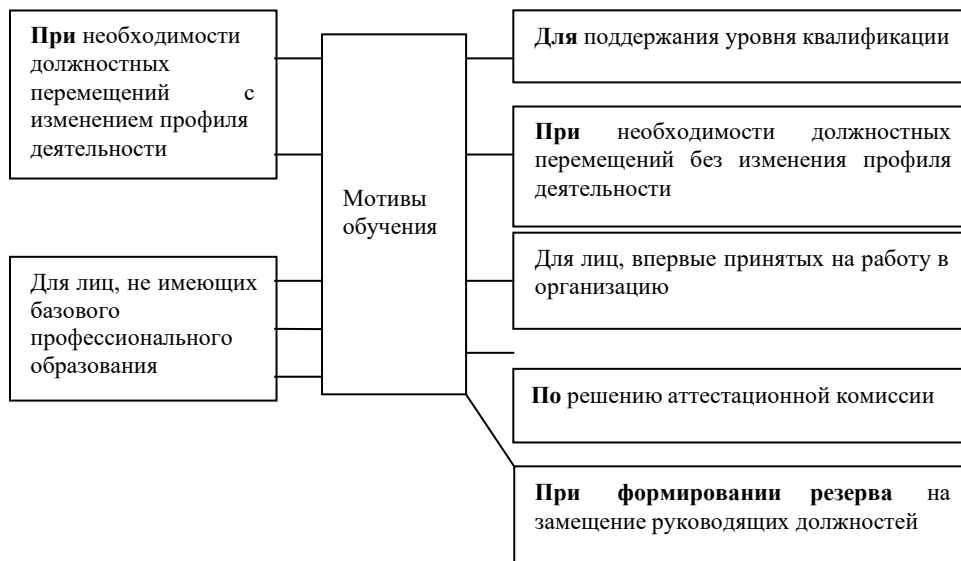 При необходимости
должностных
перемещений с
изменением профиля
деятельности
Для лиц, не имеющих
базового
профессионального
образования
Мотивы
обучения
Для поддержания уровня квалификации
При необходимости должностных
перемещений без изменения профиля
деятельности
Для лиц, впервые принятых на работу в
организацию
По решению аттестационной комиссии
При формировании резерва на
замещение руководящих должностей